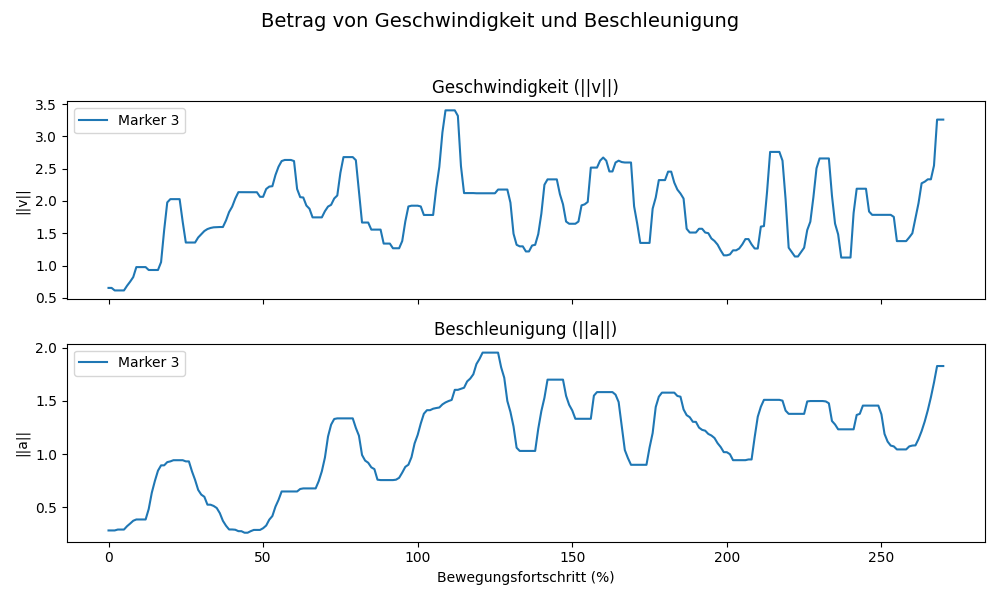 Betrag von Geschwindigkeit und Beschleunigung
Geschwindigkeit (||v||)
3.5
3.0
2.5
2.0
1.5
1.0
0.5
||v||
Marker 3
Beschleunigung (||a||)
2.0
1.5
1.0
0.5
||a||
Marker 3
0 50 100 150 200 250
Bewegungsfortschritt (%)